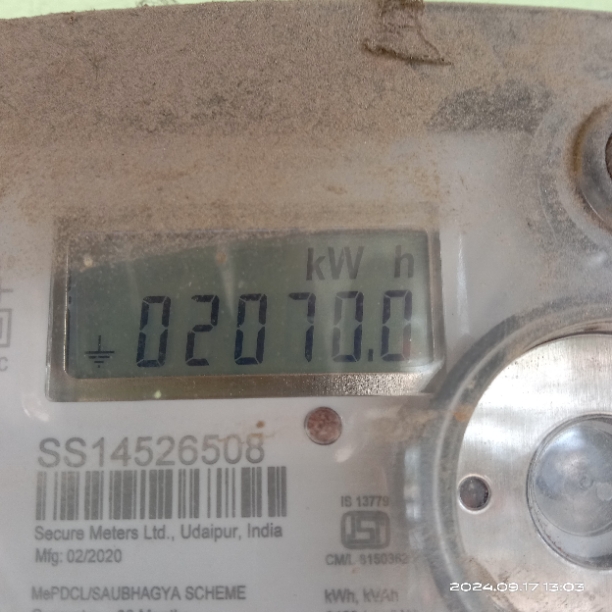 kW h
02070.0
C
SS14526508
Secure Meters Ltd., Udaipur, India
Mfg: 02/2020
IS 13779
CM/L
MePDCL/SAUBHAGYA SCHEME
kWh, kVAh
2024.09.17 13:03